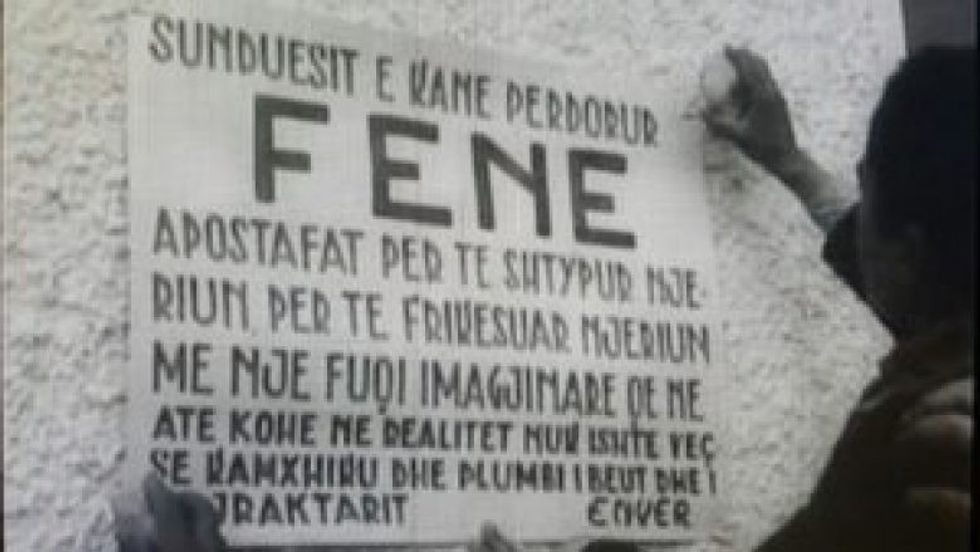 SUNDUESIT E KANE PERDORUR
FENE
APOSTAFAT PER TE SHTYPUR NJE-
RIUN, PER TE FRIKESUAR NJERIUN
ME NJE FUQI IMAGJINARE QE NE
ATE KOHE NE REALITET NUK ISHTE VEÇ
SE KAMXHIKU DHE PLUMBI I BEUT DHE I
JRAKTARIT ENVER